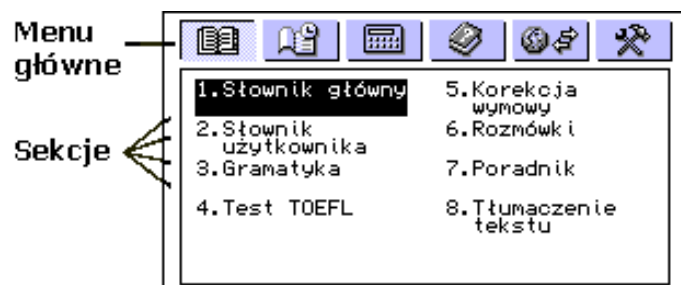 Menu
główne
Sekcje
1.Słownik główny
2.Słownik
użytkownika
3.Gramatyka
4.Test TOEFL
5.Korekcja
wymowy
6.Rozmówki
7.Poradnik
8.Tłumaczenie
tekstu